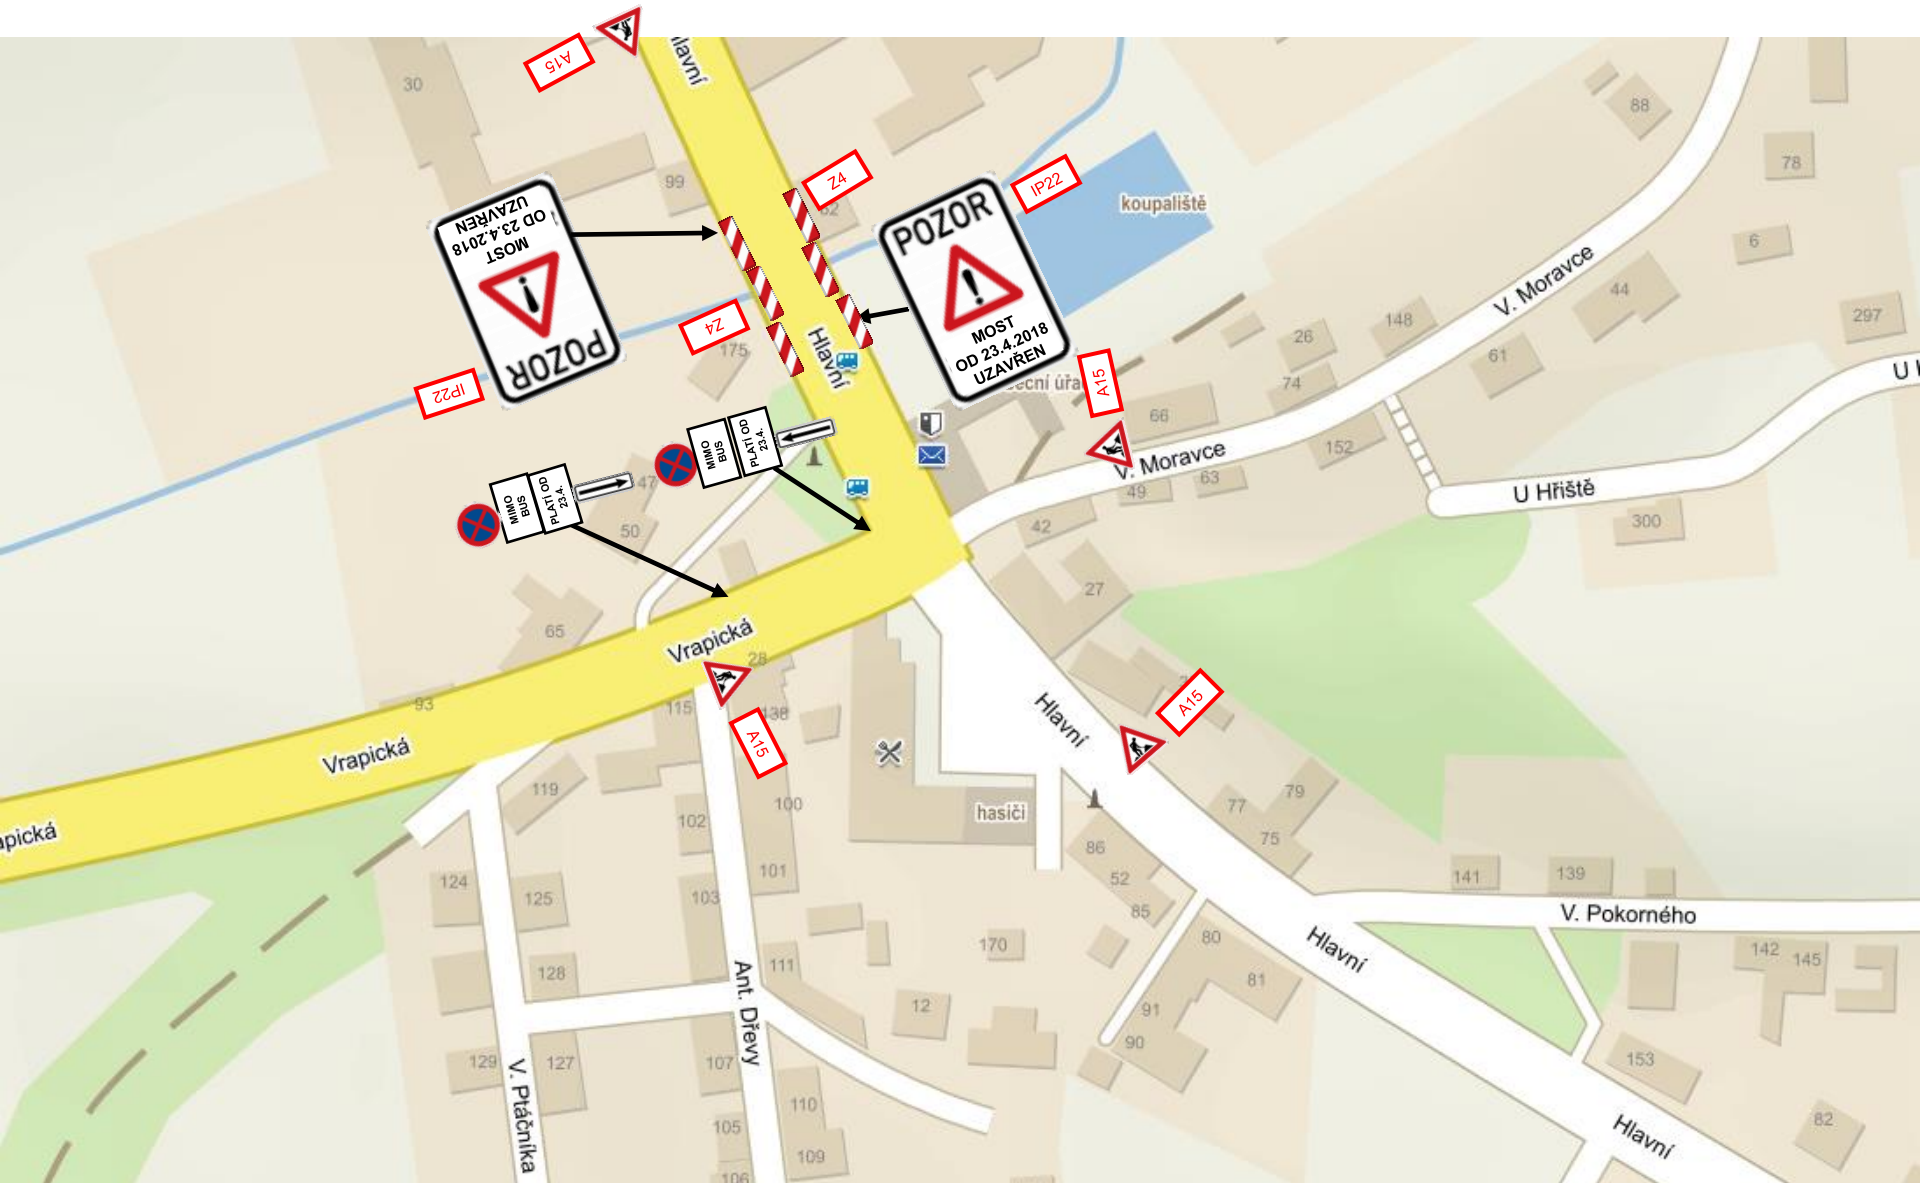 A15
Hlavní
30
88
78
99
Z4
62
IP22
koupaliště
POZOR
MOST
OD 23.4.2018
UZAVŘEN
POZOR
MOST
OD 23.4.2018
UZAVŘEN
6
V. Moravce
44
297
Z4
175
Hlavní
26
148
61
IP22
A15
74
66
152
U H
MIMO
BUS
PLATÍ OD
23.4.
MIMO
BUS
PLATÍ OD
23.4.
V. Moravce
49
63
U Hřiště
47
50
42
300
27
65
Vrapická
28
A15
93
115
138
Hlavní
A15
Vrapická
119
100
102
hasiči
77
79
75
apická
86
52
85
101
124
125
103
141
139
V. Pokorného
80
Hlavní
170
142
145
128
111
81
Ant. Dřevy
12
91
90
129
127
107
153
V. Ptáčníka
110
105
82
Hlavní
109
106